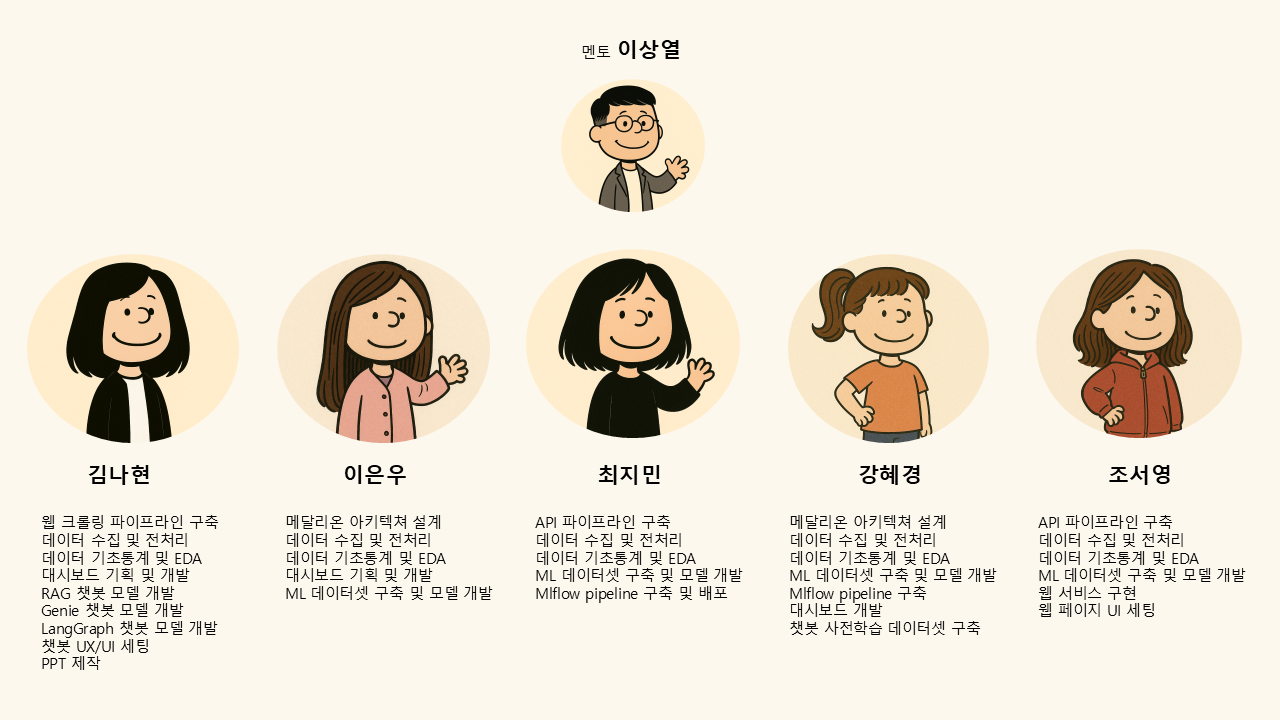 멘토 이상열
김나현
웹 크롤링 파이프라인 구축
데이터 수집 및 전처리
데이터 기초통계 및 EDA
대시보드 기획 및 개발
RAG 챗봇 모델 개발
Genie 챗봇 모델 개발
LangGraph 챗봇 모델 개발
챗봇 UX/UI 세팅
PPT 제작
이은우
메달리온 아키텍쳐 설계
데이터 수집 및 전처리
데이터 기초통계 및 EDA
대시보드 기획 및 개발
ML 데이터셋 구축 및 모델 개발
최지민
API 파이프라인 구축
데이터 수집 및 전처리
데이터 기초통계 및 EDA
ML 데이터셋 구축 및 모델 개발
Mlflow pipeline 구축 및 배포
강혜경
메달리온 아키텍쳐 설계
데이터 수집 및 전처리
데이터 기초통계 및 EDA
ML 데이터셋 구축 및 모델 개발
Mlflow pipeline 구축
대시보드 개발
챗봇 사전학습 데이터셋 구축
조서영
API 파이프라인 구축
데이터 수집 및 전처리
데이터 기초통계 및 EDA
ML 데이터셋 구축 및 모델 개발
웹 서비스 구현
웹 페이지 UI 세팅